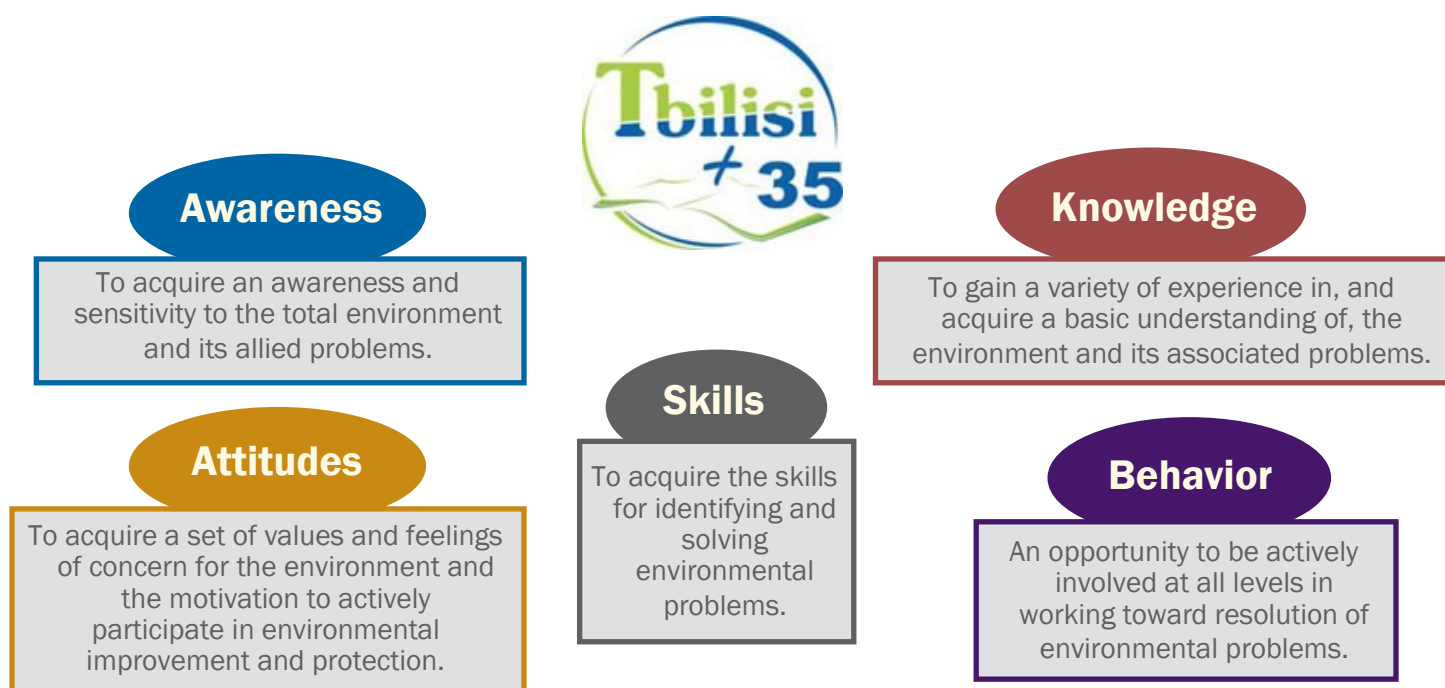 Tbilisi
+ 35
Awareness
To acquire an awareness and
sensitivity to the total environment
and its allied problems.
Knowledge
To gain a variety of experience in, and
acquire a basic understanding of, the
environment and its associated problems.
Attitudes
To acquire a set of values and feelings
of concern for the environment and
the motivation to actively
participate in environmental
improvement and protection.
Skills
To acquire the skills
for identifying and
solving
environmental
problems.
Behavior
An opportunity to be actively
involved at all levels in
working toward resolution of
environmental problems.